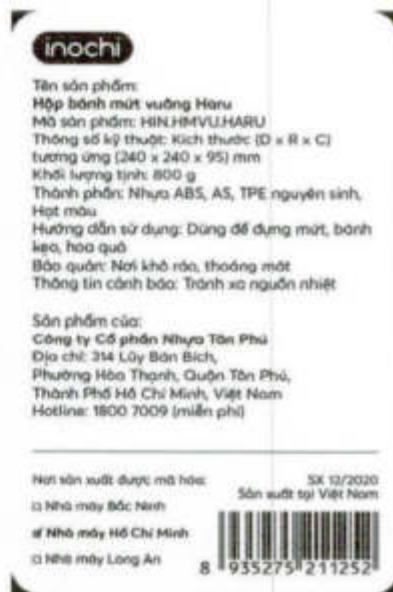 inochi
Tên sản phẩm:
Hộp bánh mứt vuông Haru
Mã sản phẩm: HIN.HMVU.HARU
Thông số kỹ thuật: Kích thước (D x R x C)
tương ứng (240 x 240 x 95) mm
Khối lượng tịnh: 800 g
Thành phần: Nhựa ABS, AS, TPE nguyên sinh,
Hạt màu
Hướng dẫn sử dụng: Dùng để đựng mứt, bánh
kẹo, hoa quả
Bảo quản: Nơi khô ráo, thoáng mát
Thông tin cảnh báo: Tránh xa nguồn nhiệt
Sản phẩm của:
Công ty Cổ phần Nhựa Tân Phú
Địa chỉ: 314 Lũy Bán Bích,
Phường Hòa Thạnh, Quận Tân Phú,
Thành Phố Hồ Chí Minh, Việt Nam
Hotline: 1800 7009 (miễn phí)
Nơi sản xuất được mã hóa:
Nhà máy Bắc Ninh
Nhà máy Hồ Chí Minh
Nhà máy Long An
SX 12/2020
Sản xuất tại Việt Nam
8 935275 211252